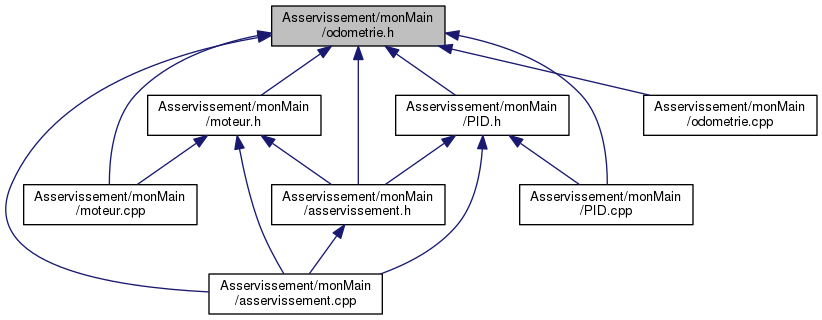 Asservissement/monMain
/odometrie.h
Asservissement/monMain
/moteur.h
Asservissement/monMain
/PID.h
Asservissement/monMain
/odometrie.cpp
Asservissement/monMain
/moteur.cpp
Asservissement/monMain
/asservissement.h
Asservissement/monMain
/PID.cpp
Asservissement/monMain
/asservissement.cpp